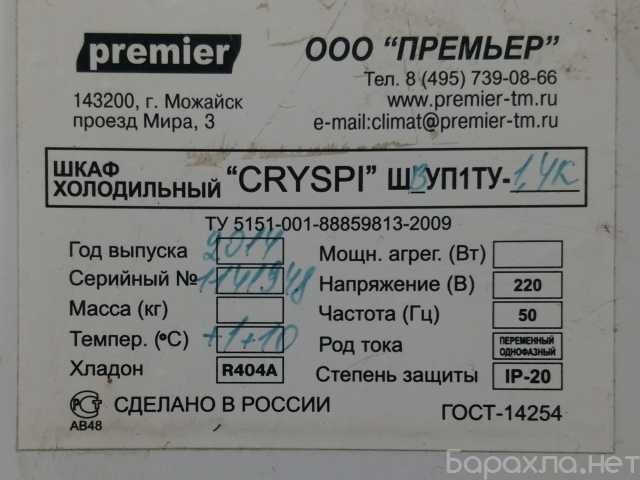 premier
ООО "ПРЕМЬЕР"
Тел. 8 (495) 739-08-66
143200, г. Можайск
www.premier-tm.ru
проезд Мира, 3
e-mail:climat@premier-tm.ru
ШКАФ ХОЛОДИЛЬНЫЙ "CRYSPI" ШВУП1ТУ-1,4К
ТУ 5151-001-88859813-2009
Год выпуска 2014
Мощн. агрег. (Вт)
Серийный № 1141948
Напряжение (В) 220
Масса (кг)
Частота (Гц) 50
Темпер. (°С) +1+10
Род тока ПЕРЕМЕННЫЙ ОДНОФАЗНЫЙ
Хладон R404A
Степень защиты IP-20
РСТ СДЕЛАНО В РОССИИ
ГОСТ-14254
АВ48
Барахла.нет